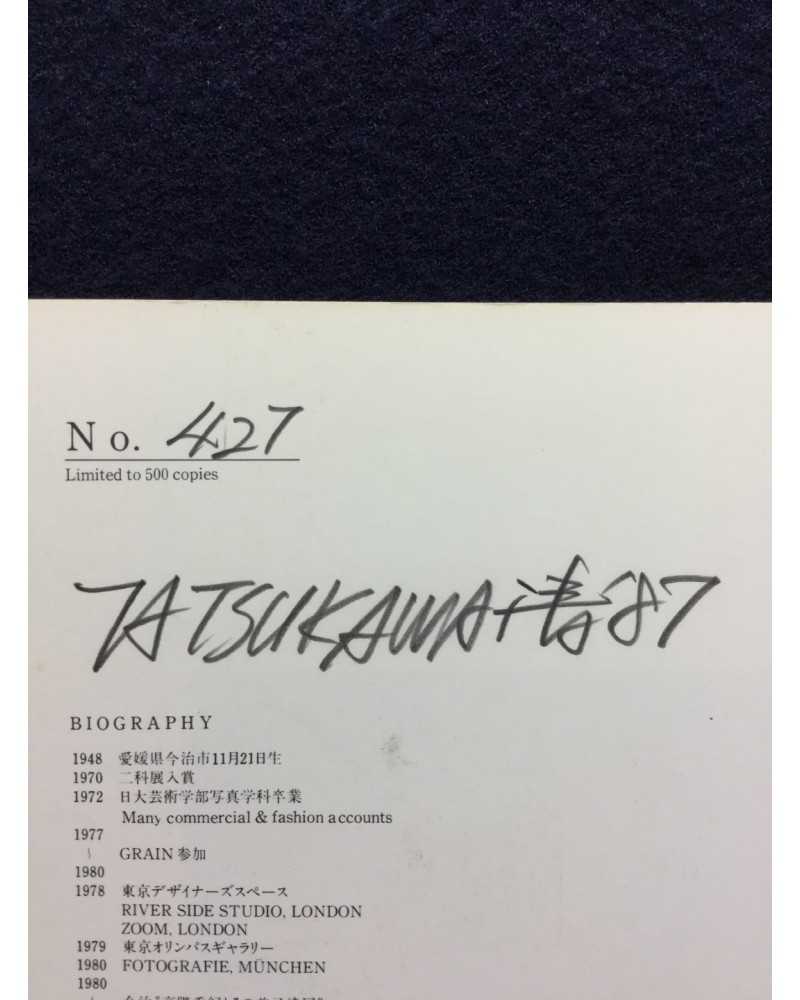 No. 427
Limited to 500 copies
TATSUKAWA 清 87
BIOGRAPHY
1948 愛媛県今治市11月21日生
1970 二科展入賞
1972 日大芸術学部写真学科卒業
Many commercial & fashion accounts
1977
≀ GRAIN 参加
1980
1978 東京デザイナーズスペース
RIVER SIDE STUDIO, LONDON
ZOOM, LONDON
1979 東京オリンパスギャラリー
1980 FOTOGRAFIE, MÜNCHEN
1980